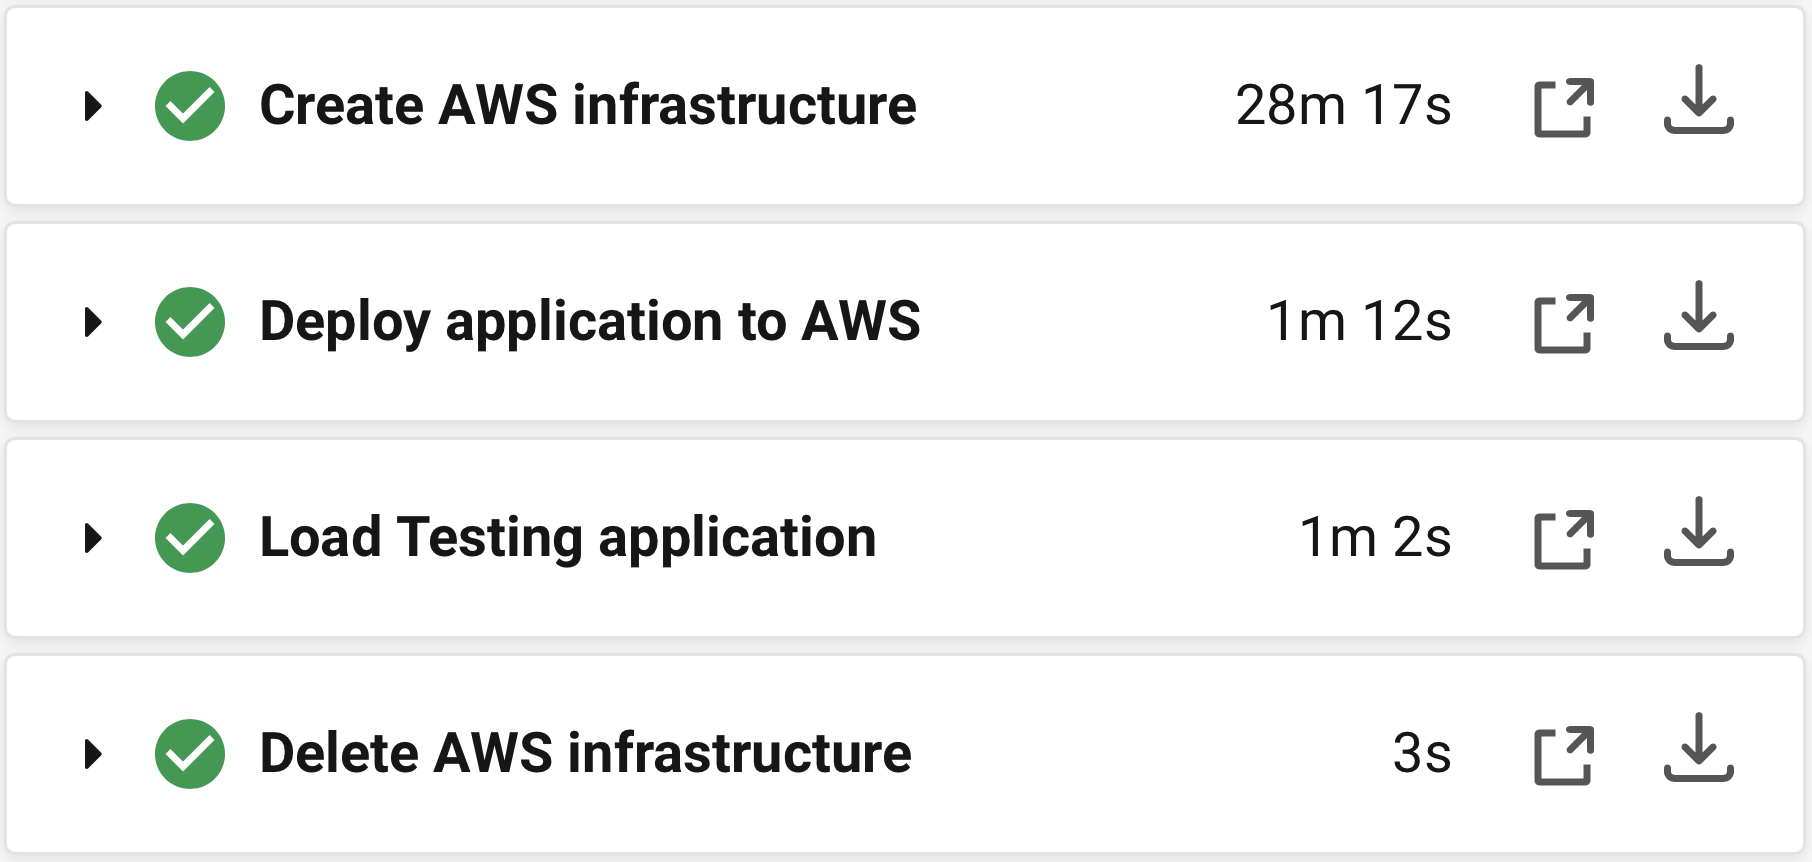 Create AWS infrastructure 28m 17s
Deploy application to AWS 1m 12s
Load Testing application 1m 2s
Delete AWS infrastructure 3s